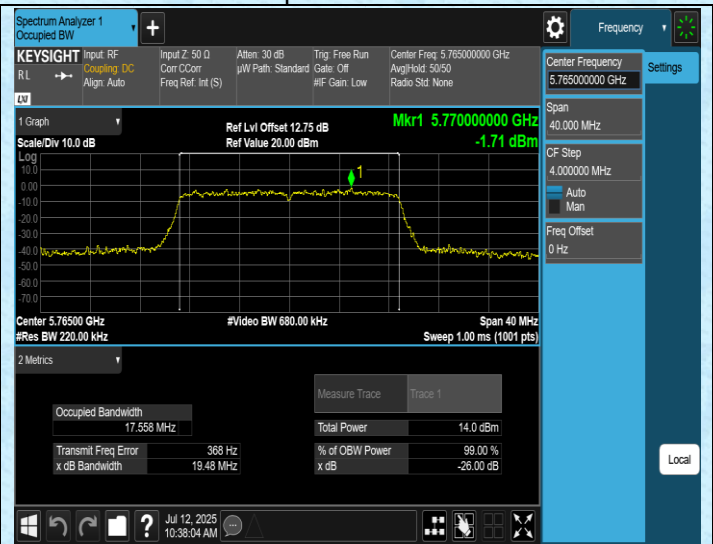 Spectrum Analyzer 1
Occupied BW
+
Frequency
KEYSIGHT
RL
LXI
Input: RF
Coupling: DC
Align: Auto
Input Z: 50 Ω
Corr CCorr
Freq Ref: Int (S)
Atten: 30 dB
µW Path: Standard
Trig: Free Run
Gate: Off
#IF Gain: Low
Center Freq: 5.765000000 GHz
Avg|Hold: 50/50
Radio Std: None
Center Frequency
5.765000000 GHz
Settings
Span
40.000 MHz
CF Step
4.000000 MHz
Auto
Man
Freq Offset
0 Hz
1 Graph
Scale/Div 10.0 dB
Ref Lvl Offset 12.75 dB
Ref Value 20.00 dBm
Mkr1 5.770000000 GHz
-1.71 dBm
Log
10.0
0.00
-10.0
-20.0
-30.0
-40.0
-50.0
-60.0
-70.0
1
Center 5.76500 GHz
#Res BW 220.00 kHz
#Video BW 680.00 kHz
Span 40 MHz
Sweep 1.00 ms (1001 pts)
2 Metrics
Measure Trace Trace 1
Occupied Bandwidth
17.558 MHz
Total Power 14.0 dBm
Transmit Freq Error 368 Hz
% of OBW Power 99.00 %
x dB Bandwidth 19.48 MHz
x dB -26.00 dB
Local
?
Jul 12, 2025
10:38:04 AM